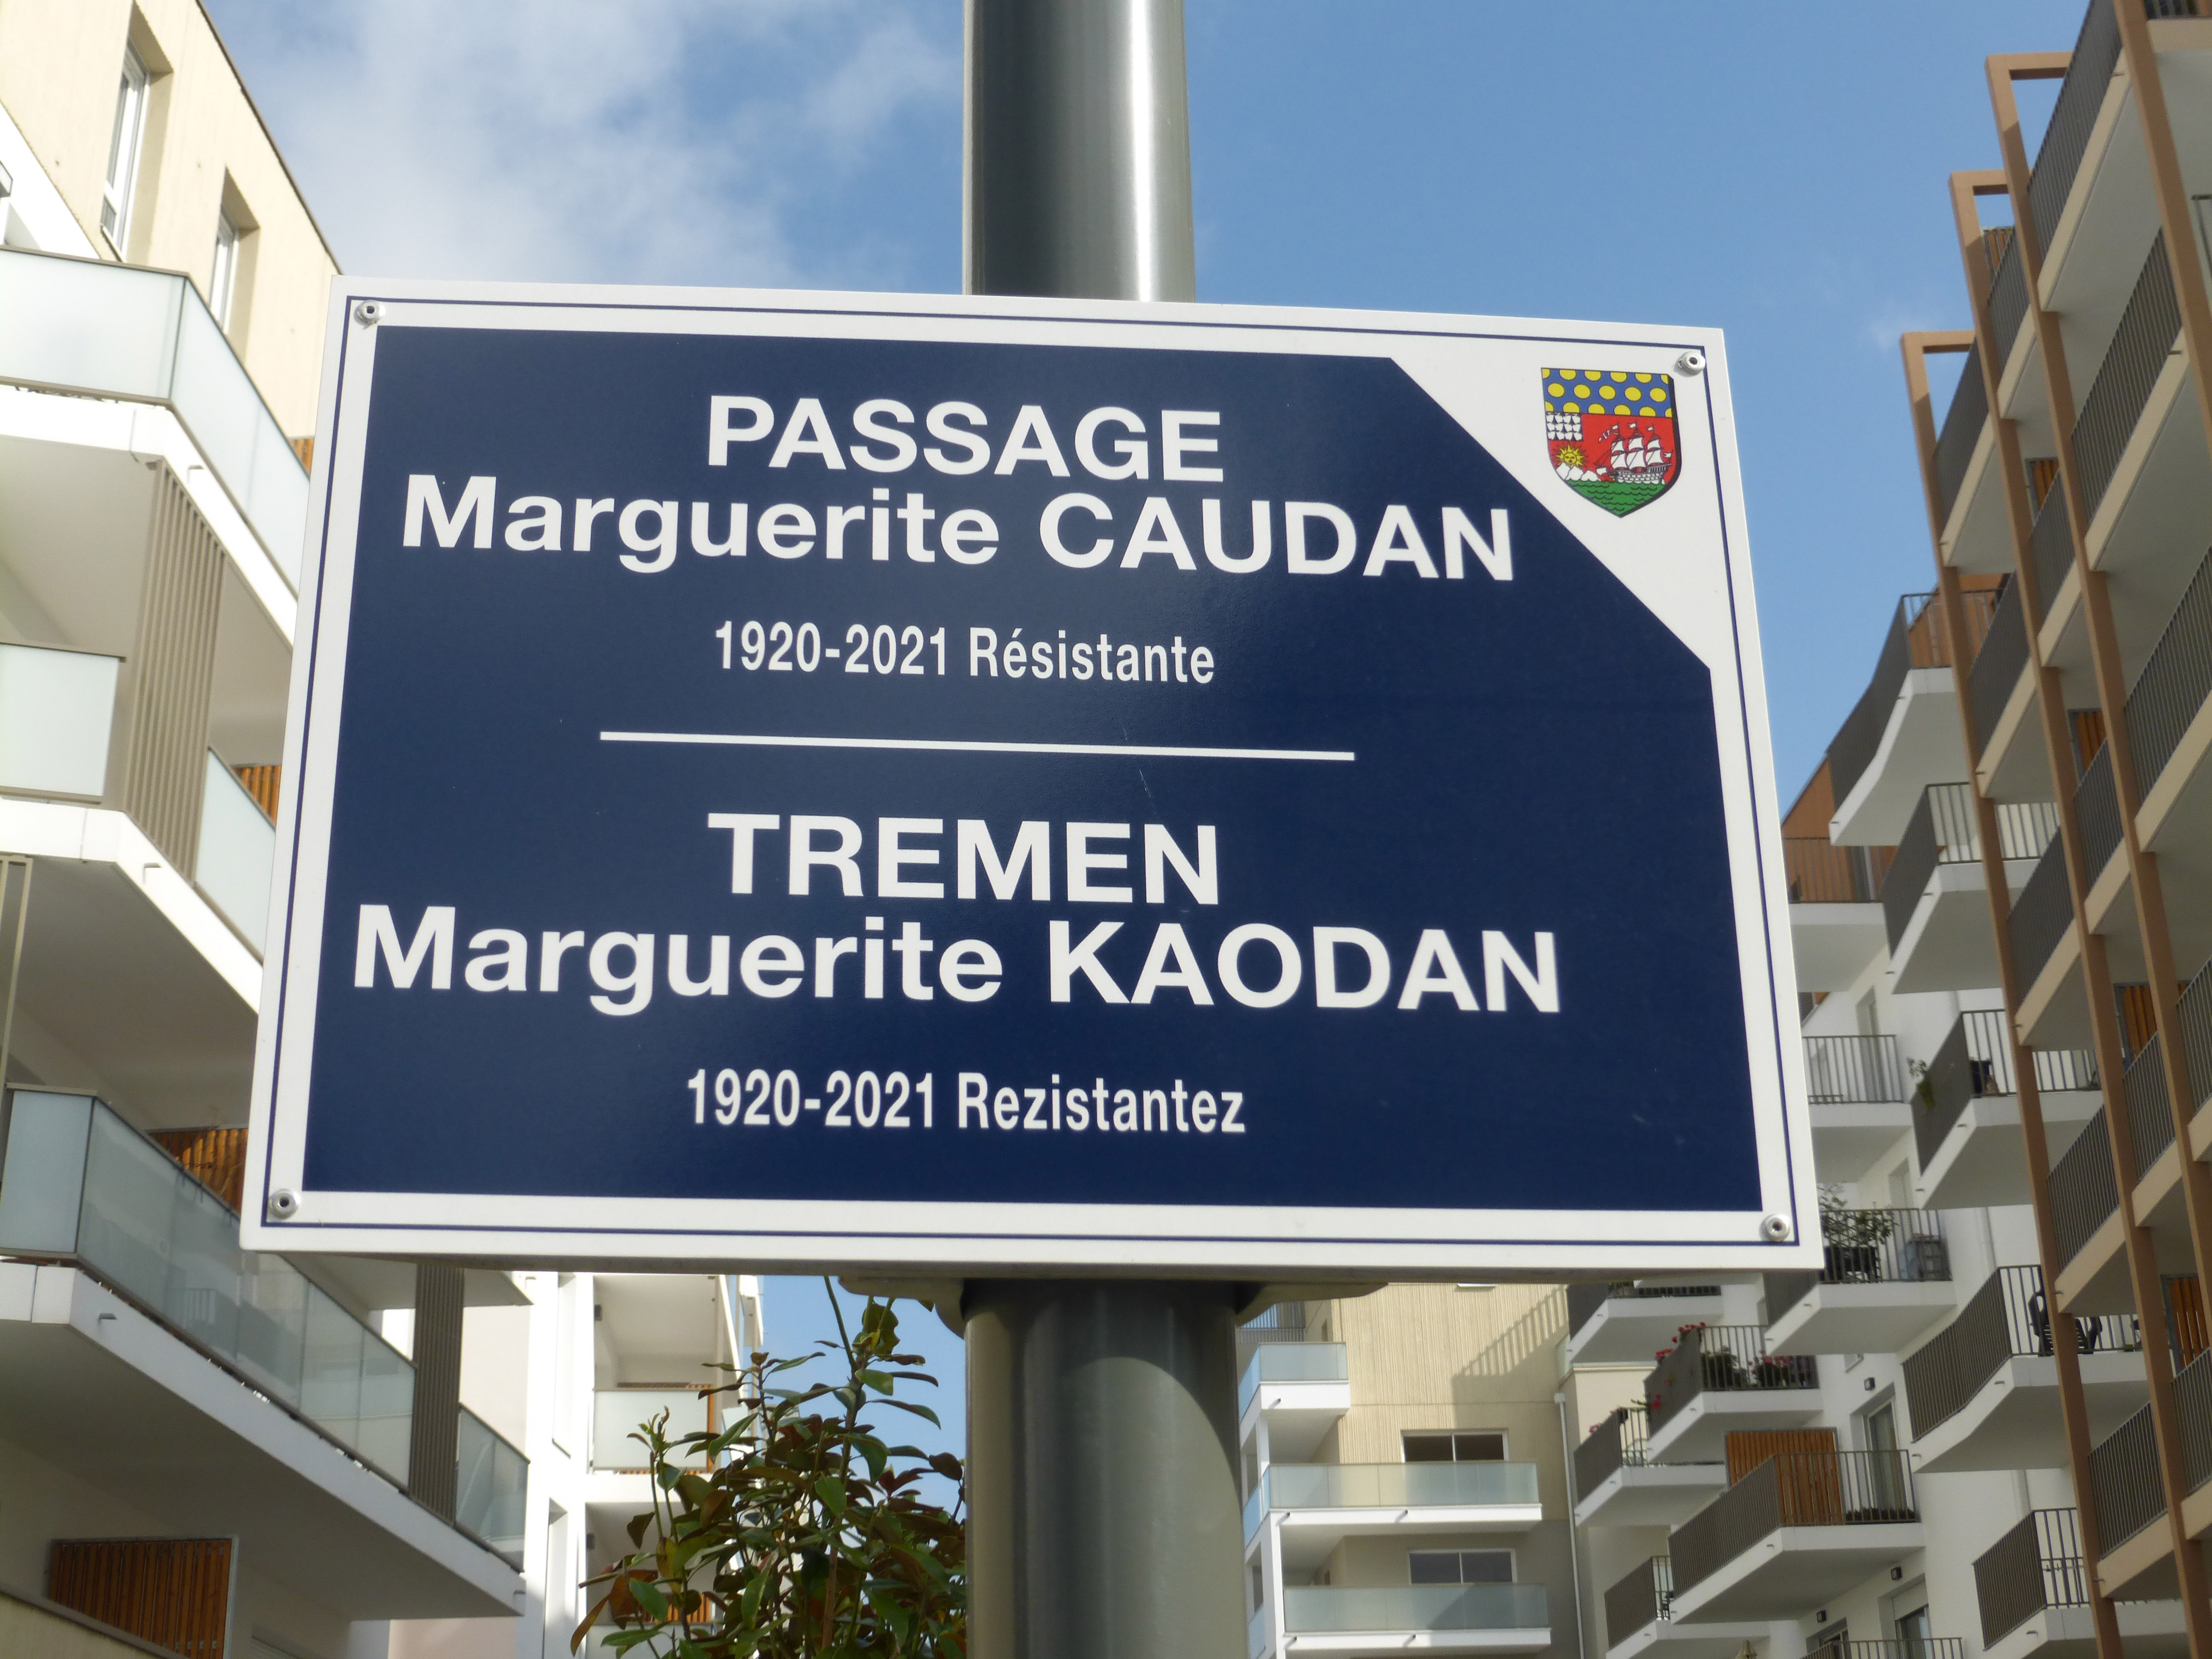 PASSAGE
Marguerite CAUDAN
1920-2021 Résistante
TREMEN
Marguerite KAODAN
1920-2021 Rezistantez